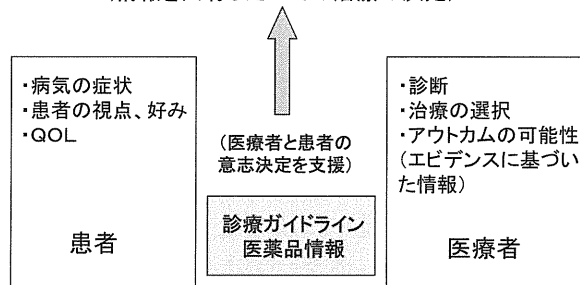 ・病気の症状
・患者の視点、好み
・QOL
患者
(医療者と患者の
意志決定を支援)
診療ガイドライン
医薬品情報
・診断
・治療の選択
・アウトカムの可能性
(エビデンスに基づい
た情報)
医療者